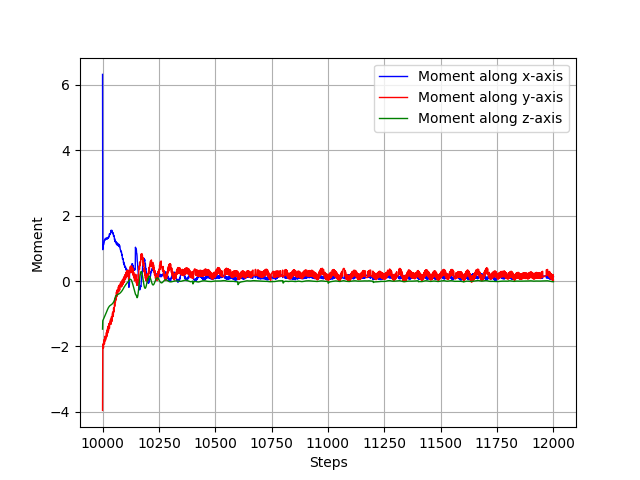 Moment along x-axis
Moment along y-axis
Moment along z-axis
6
4
2
0
−2
−4
Moment
10000 10250 10500 10750 11000 11250 11500 11750 12000
Steps